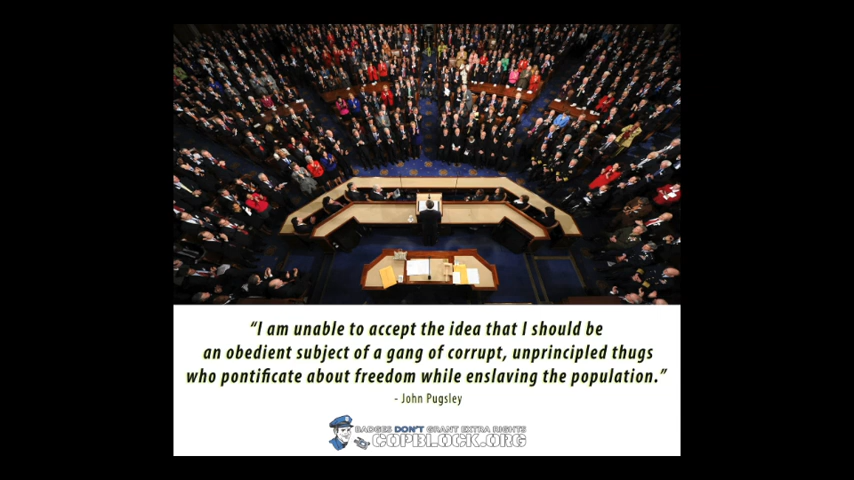 “I am unable to accept the idea that I should be
an obedient subject of a gang of corrupt, unprincipled thugs
who pontificate about freedom while enslaving the population.”
- John Pugsley
BADGES DON'T GRANT EXTRA RIGHTS
COPBLOCK.ORG